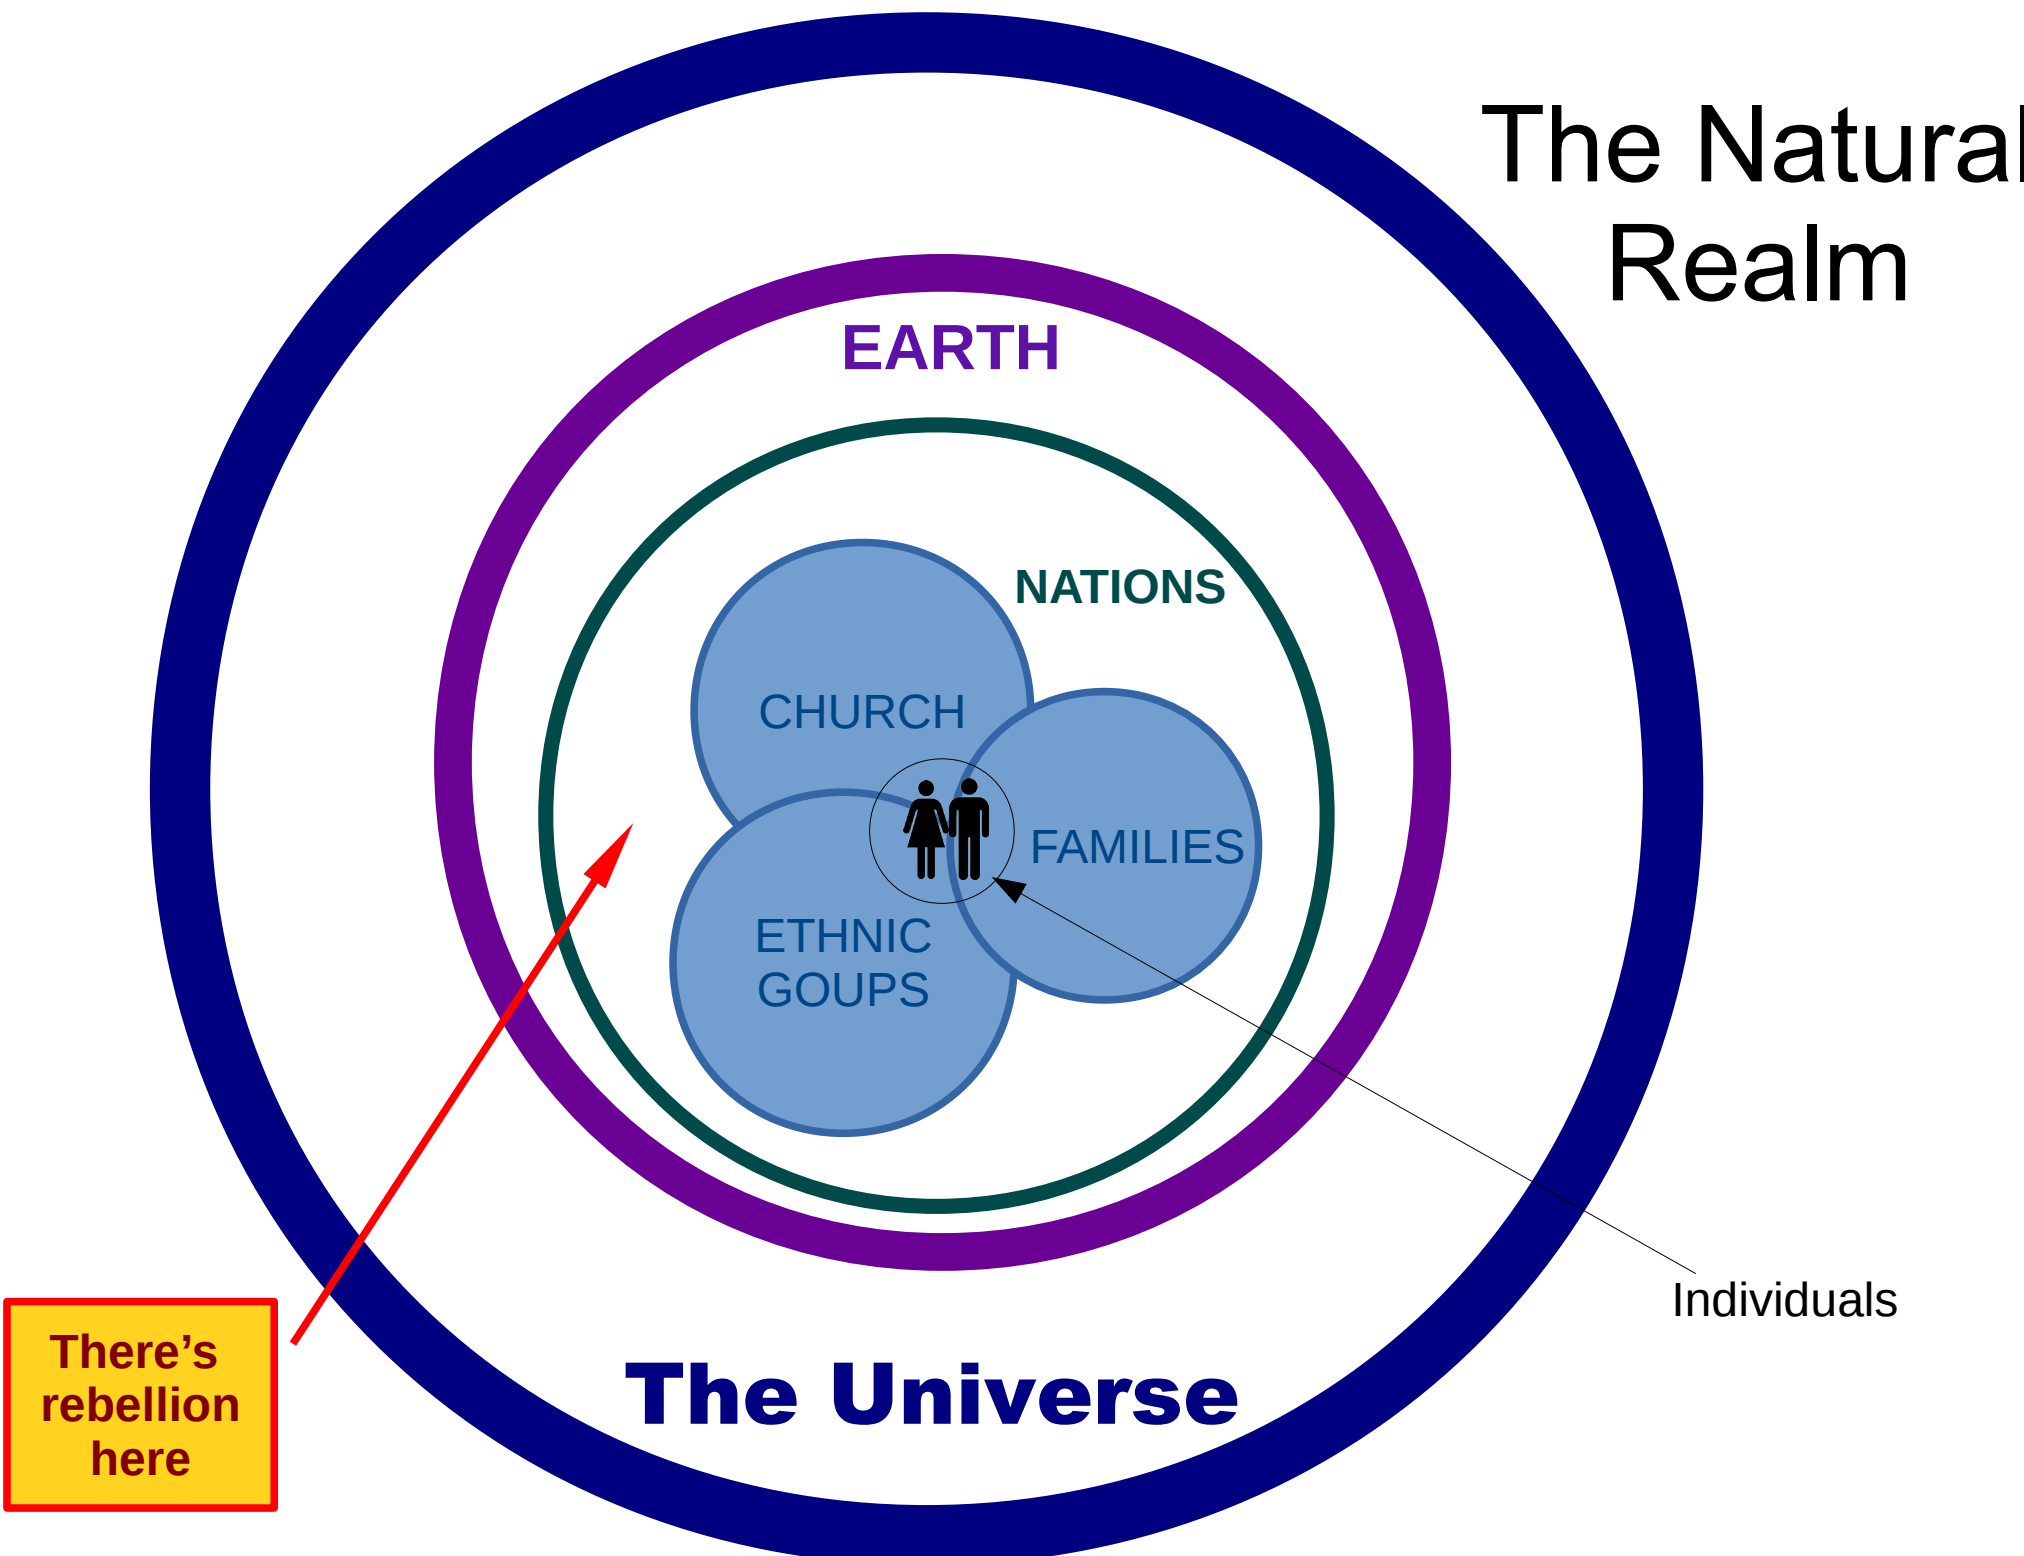 The Natural
Realm
EARTH
NATIONS
CHURCH
FAMILIES
ETHNIC
GOUPS
Individuals
There’s
rebellion
here
The Universe